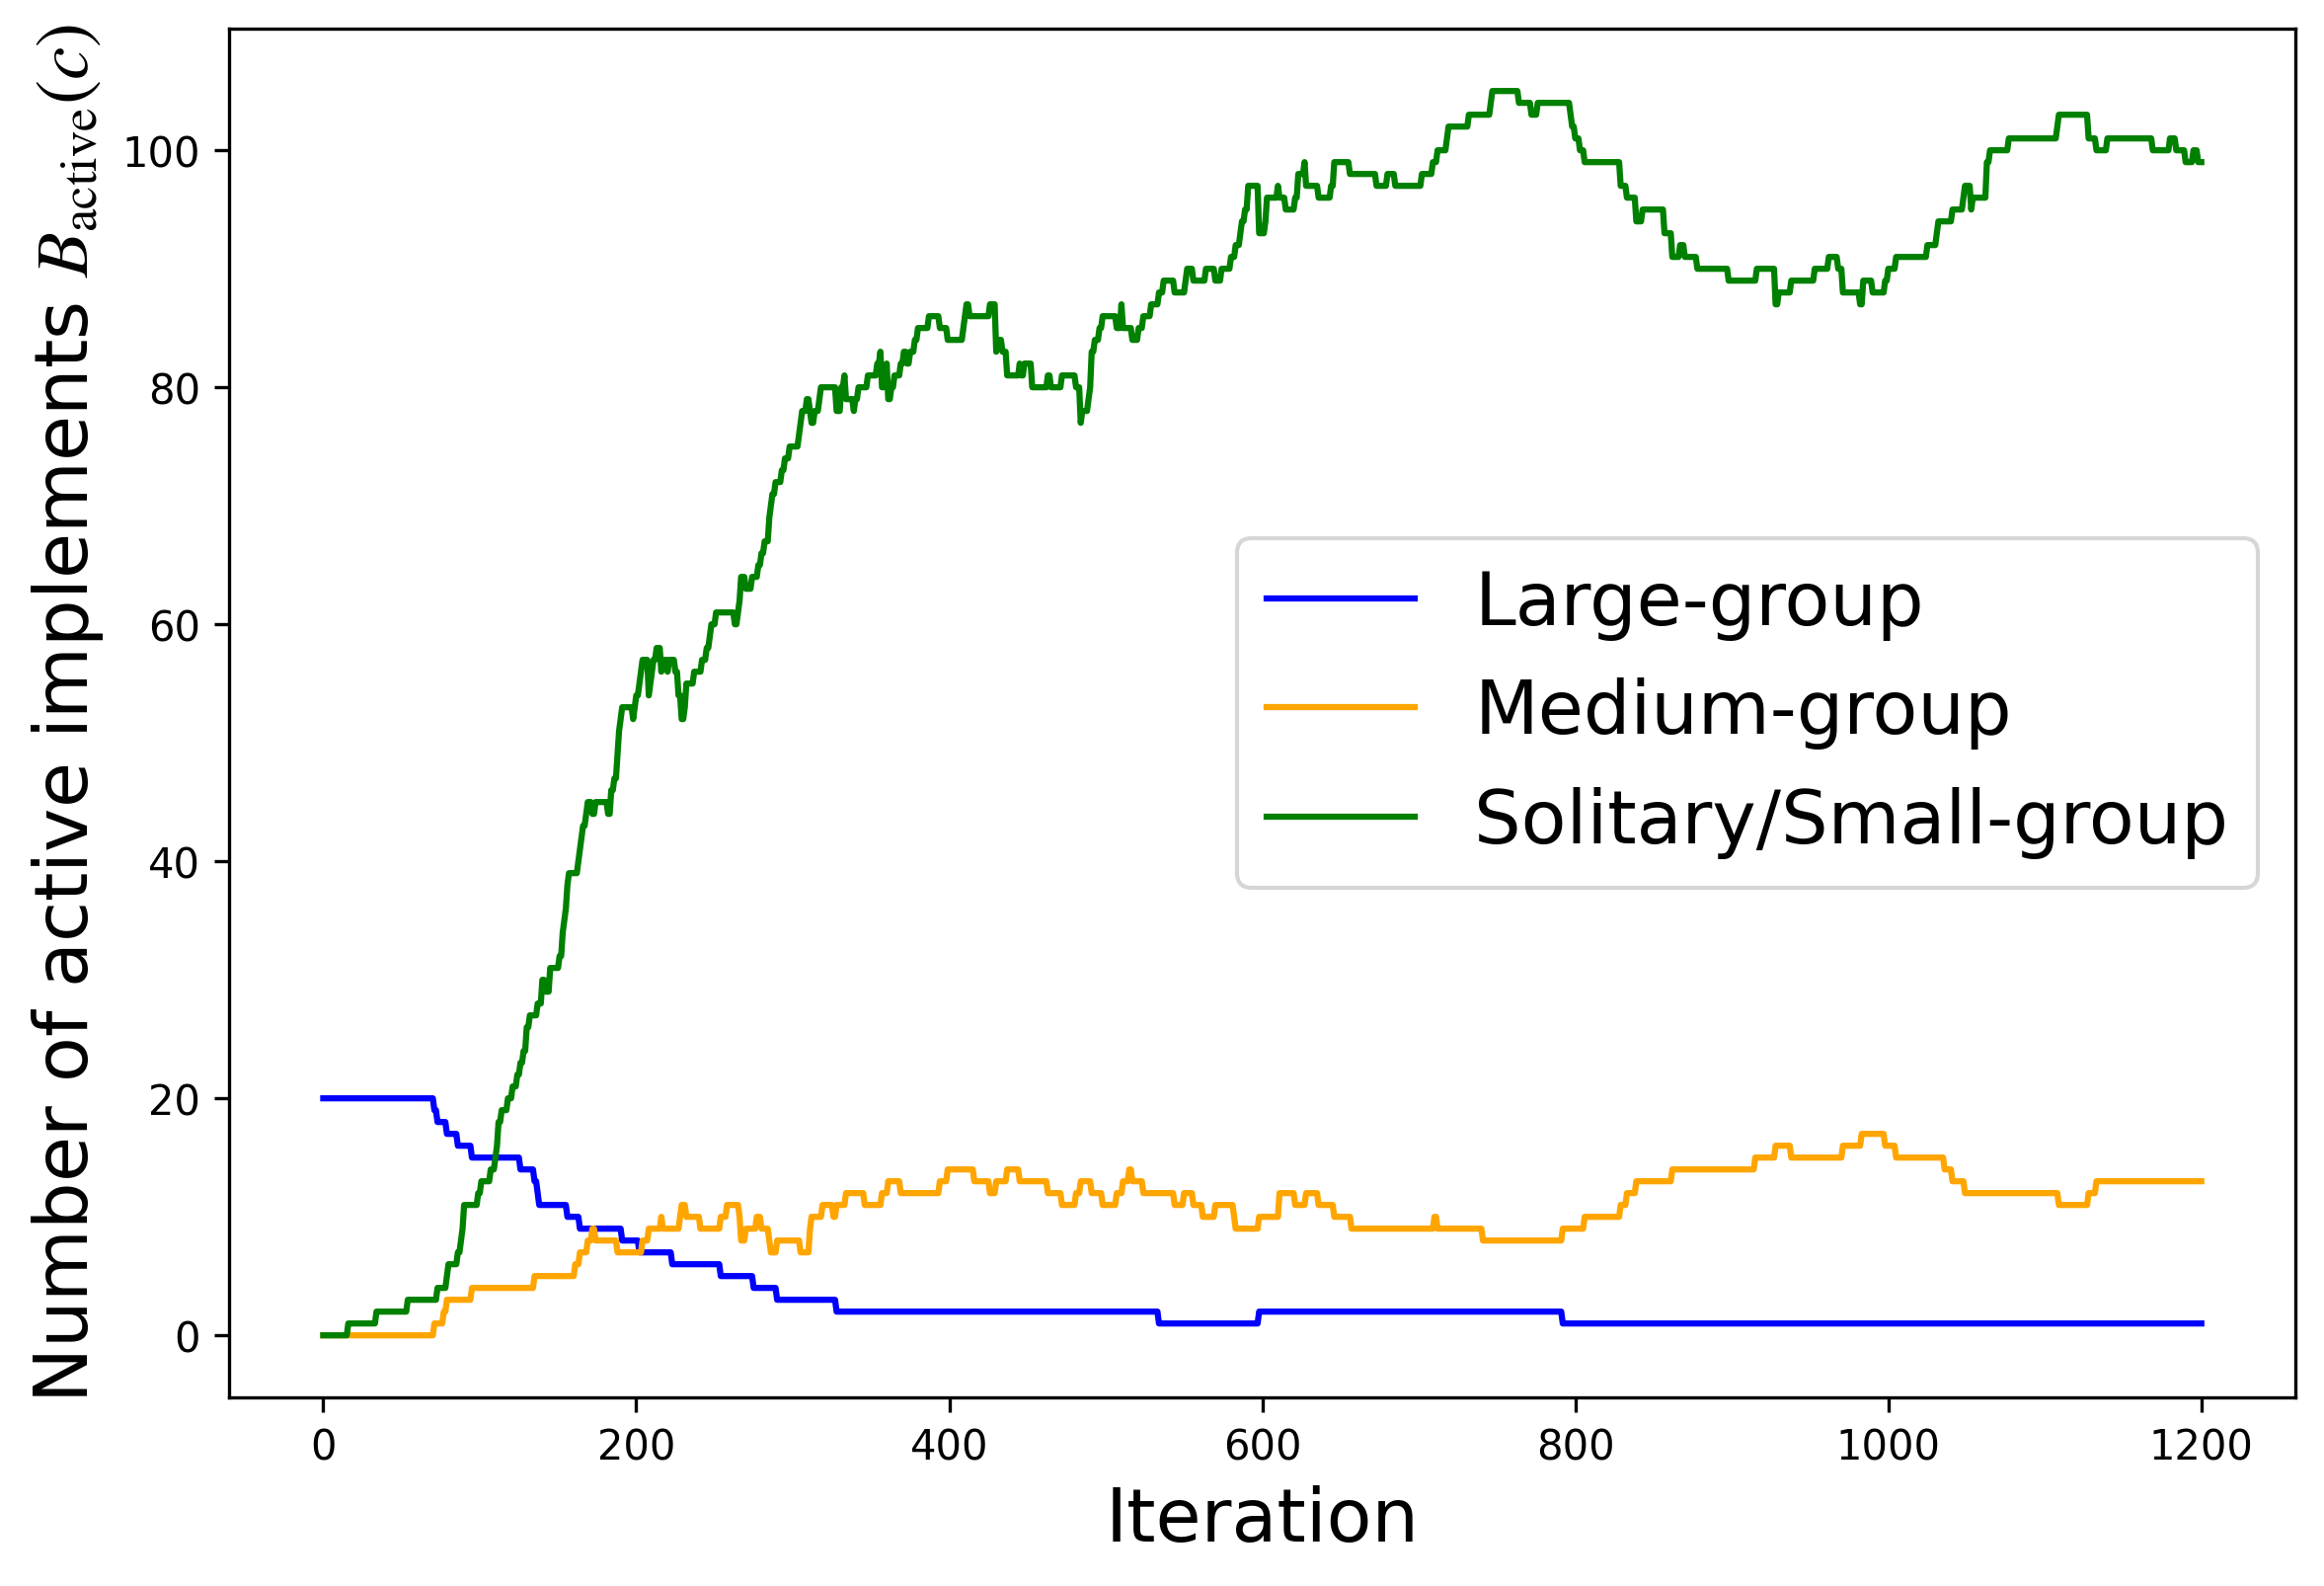 Number of active implements B_active(c)
100
80
60
40
20
0
Large-group
Medium-group
Solitary/Small-group
0 200 400 600 800 1000 1200
Iteration